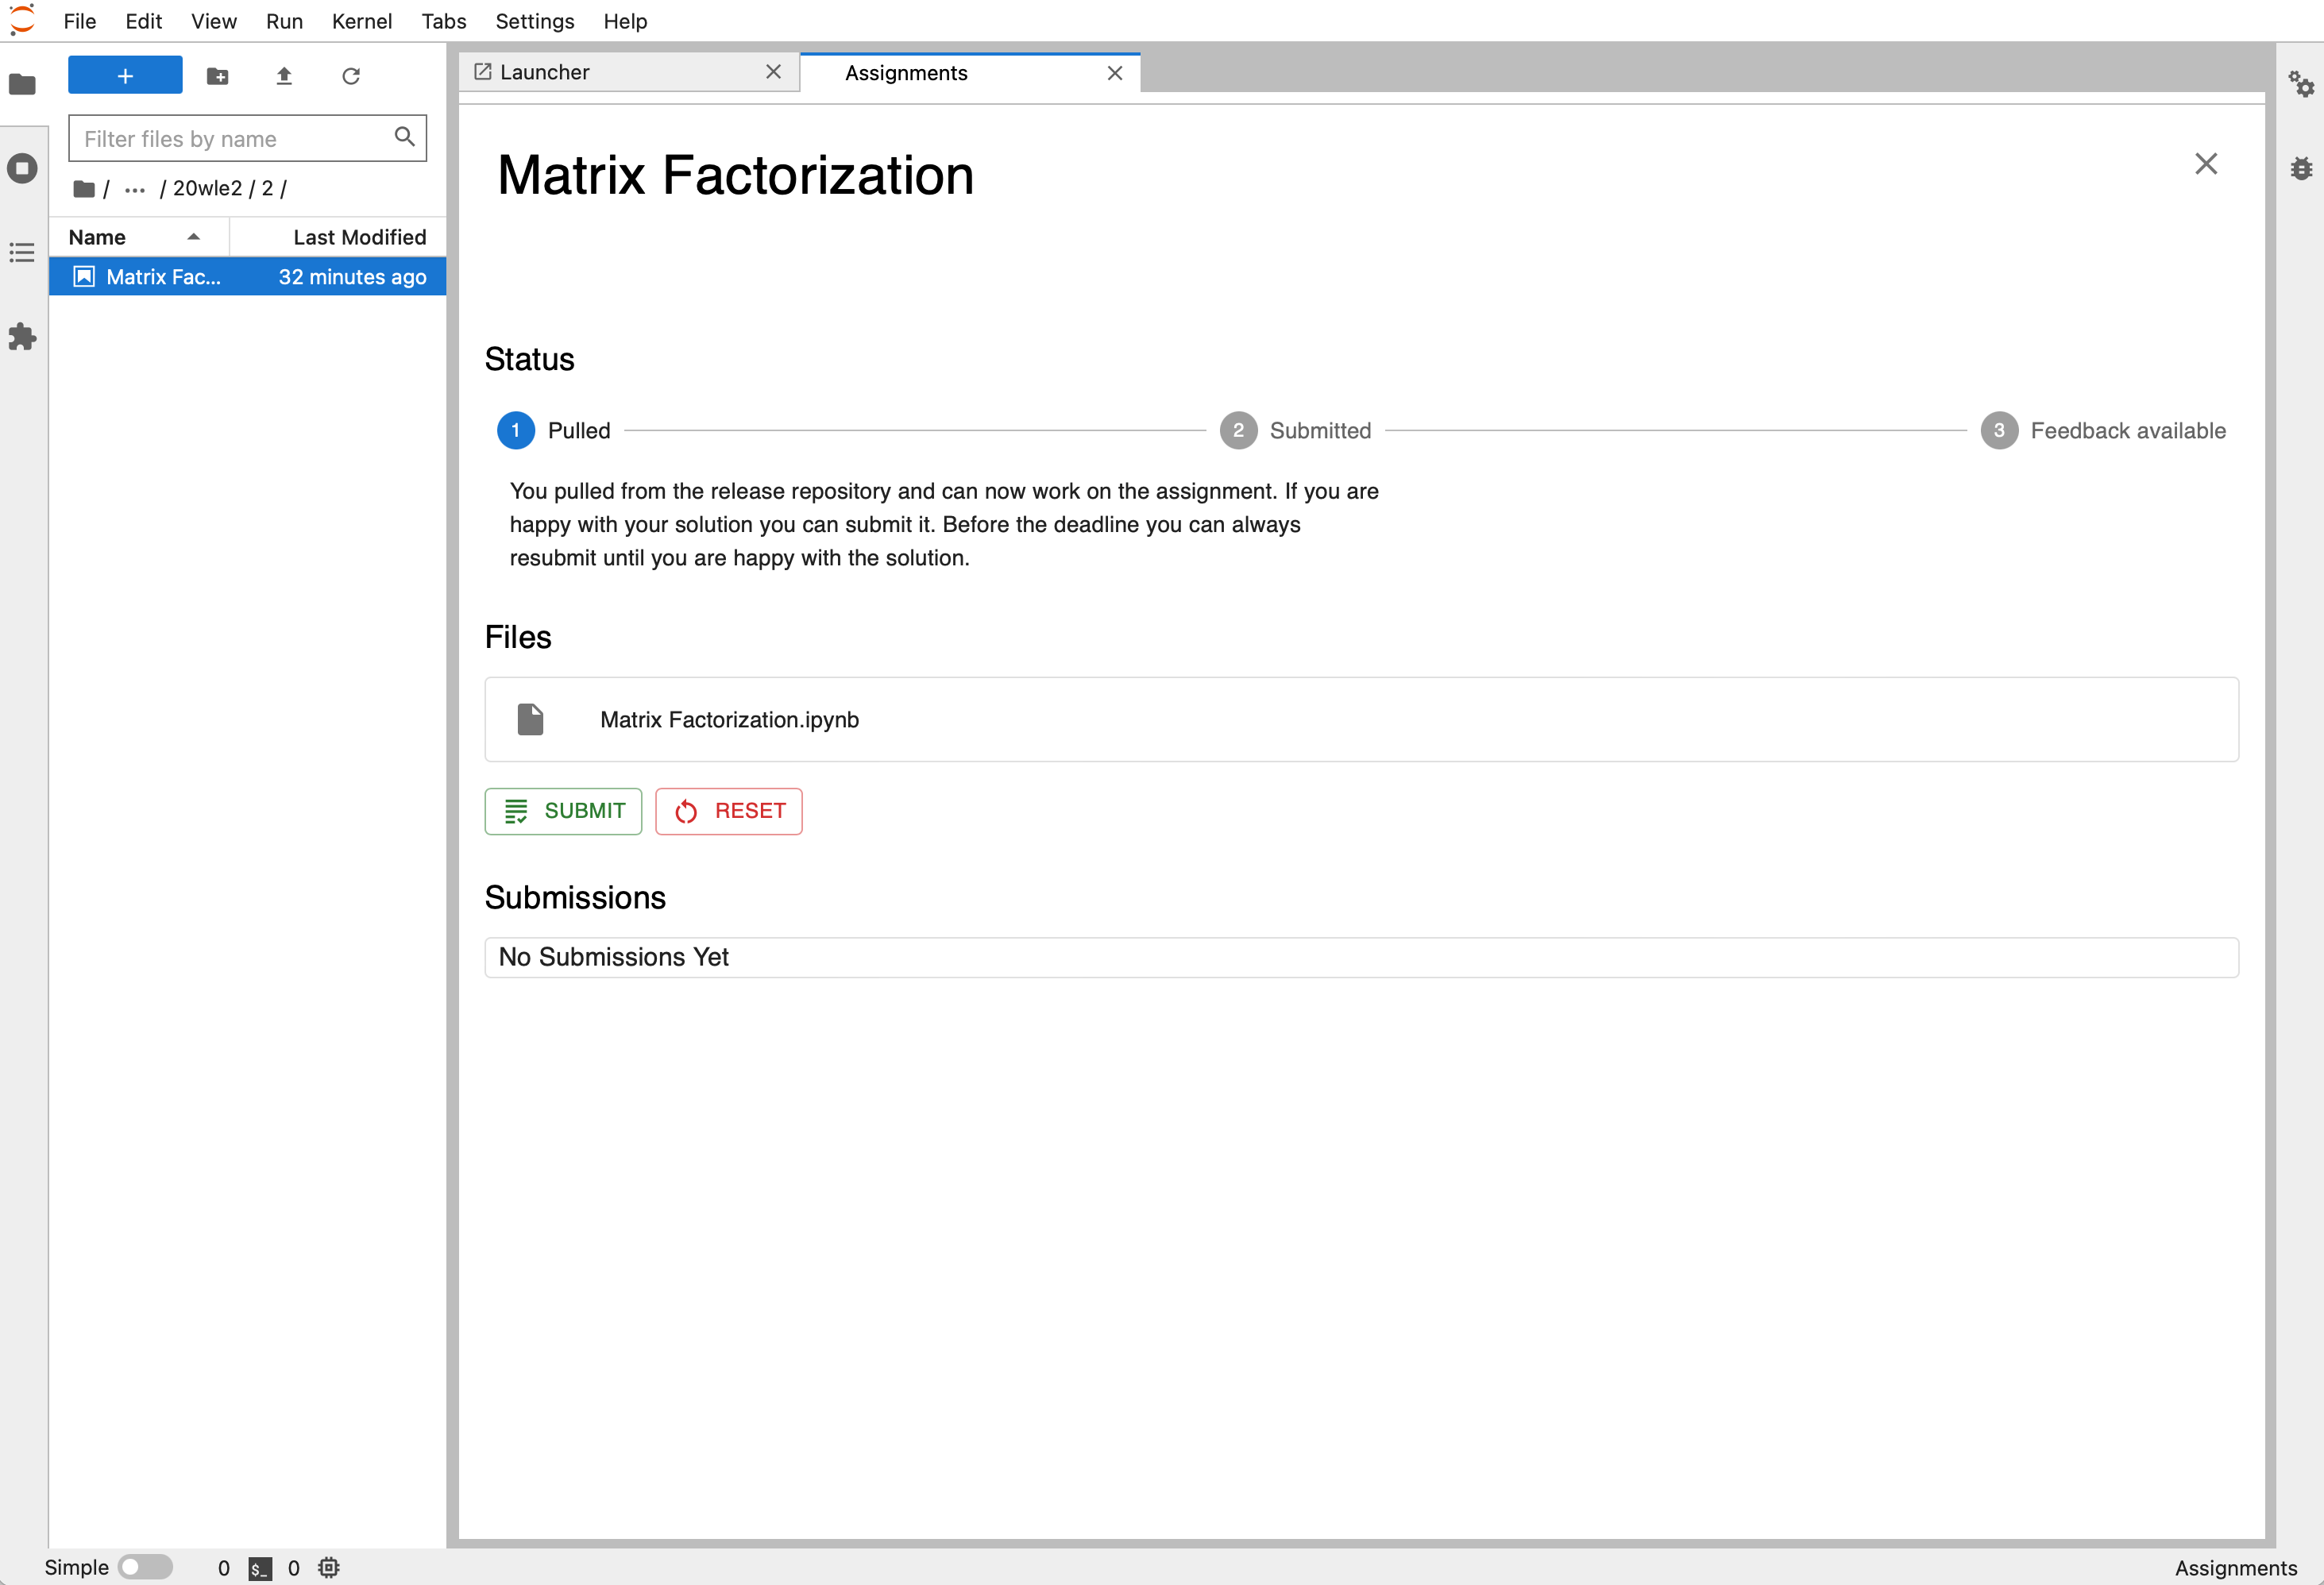 File Edit View Run Kernel Tabs Settings Help
+
Filter files by name
/ ... / 20wle2 / 2 /
Name Last Modified
Matrix Fac... 32 minutes ago
Launcher Assignments
Matrix Factorization
Status
1 Pulled 2 Submitted 3 Feedback available
You pulled from the release repository and can now work on the assignment. If you are
happy with your solution you can submit it. Before the deadline you can always
resubmit until you are happy with the solution.
Files
Matrix Factorization.ipynb
SUBMIT RESET
Submissions
No Submissions Yet
Simple 0 $_ 0 Assignments